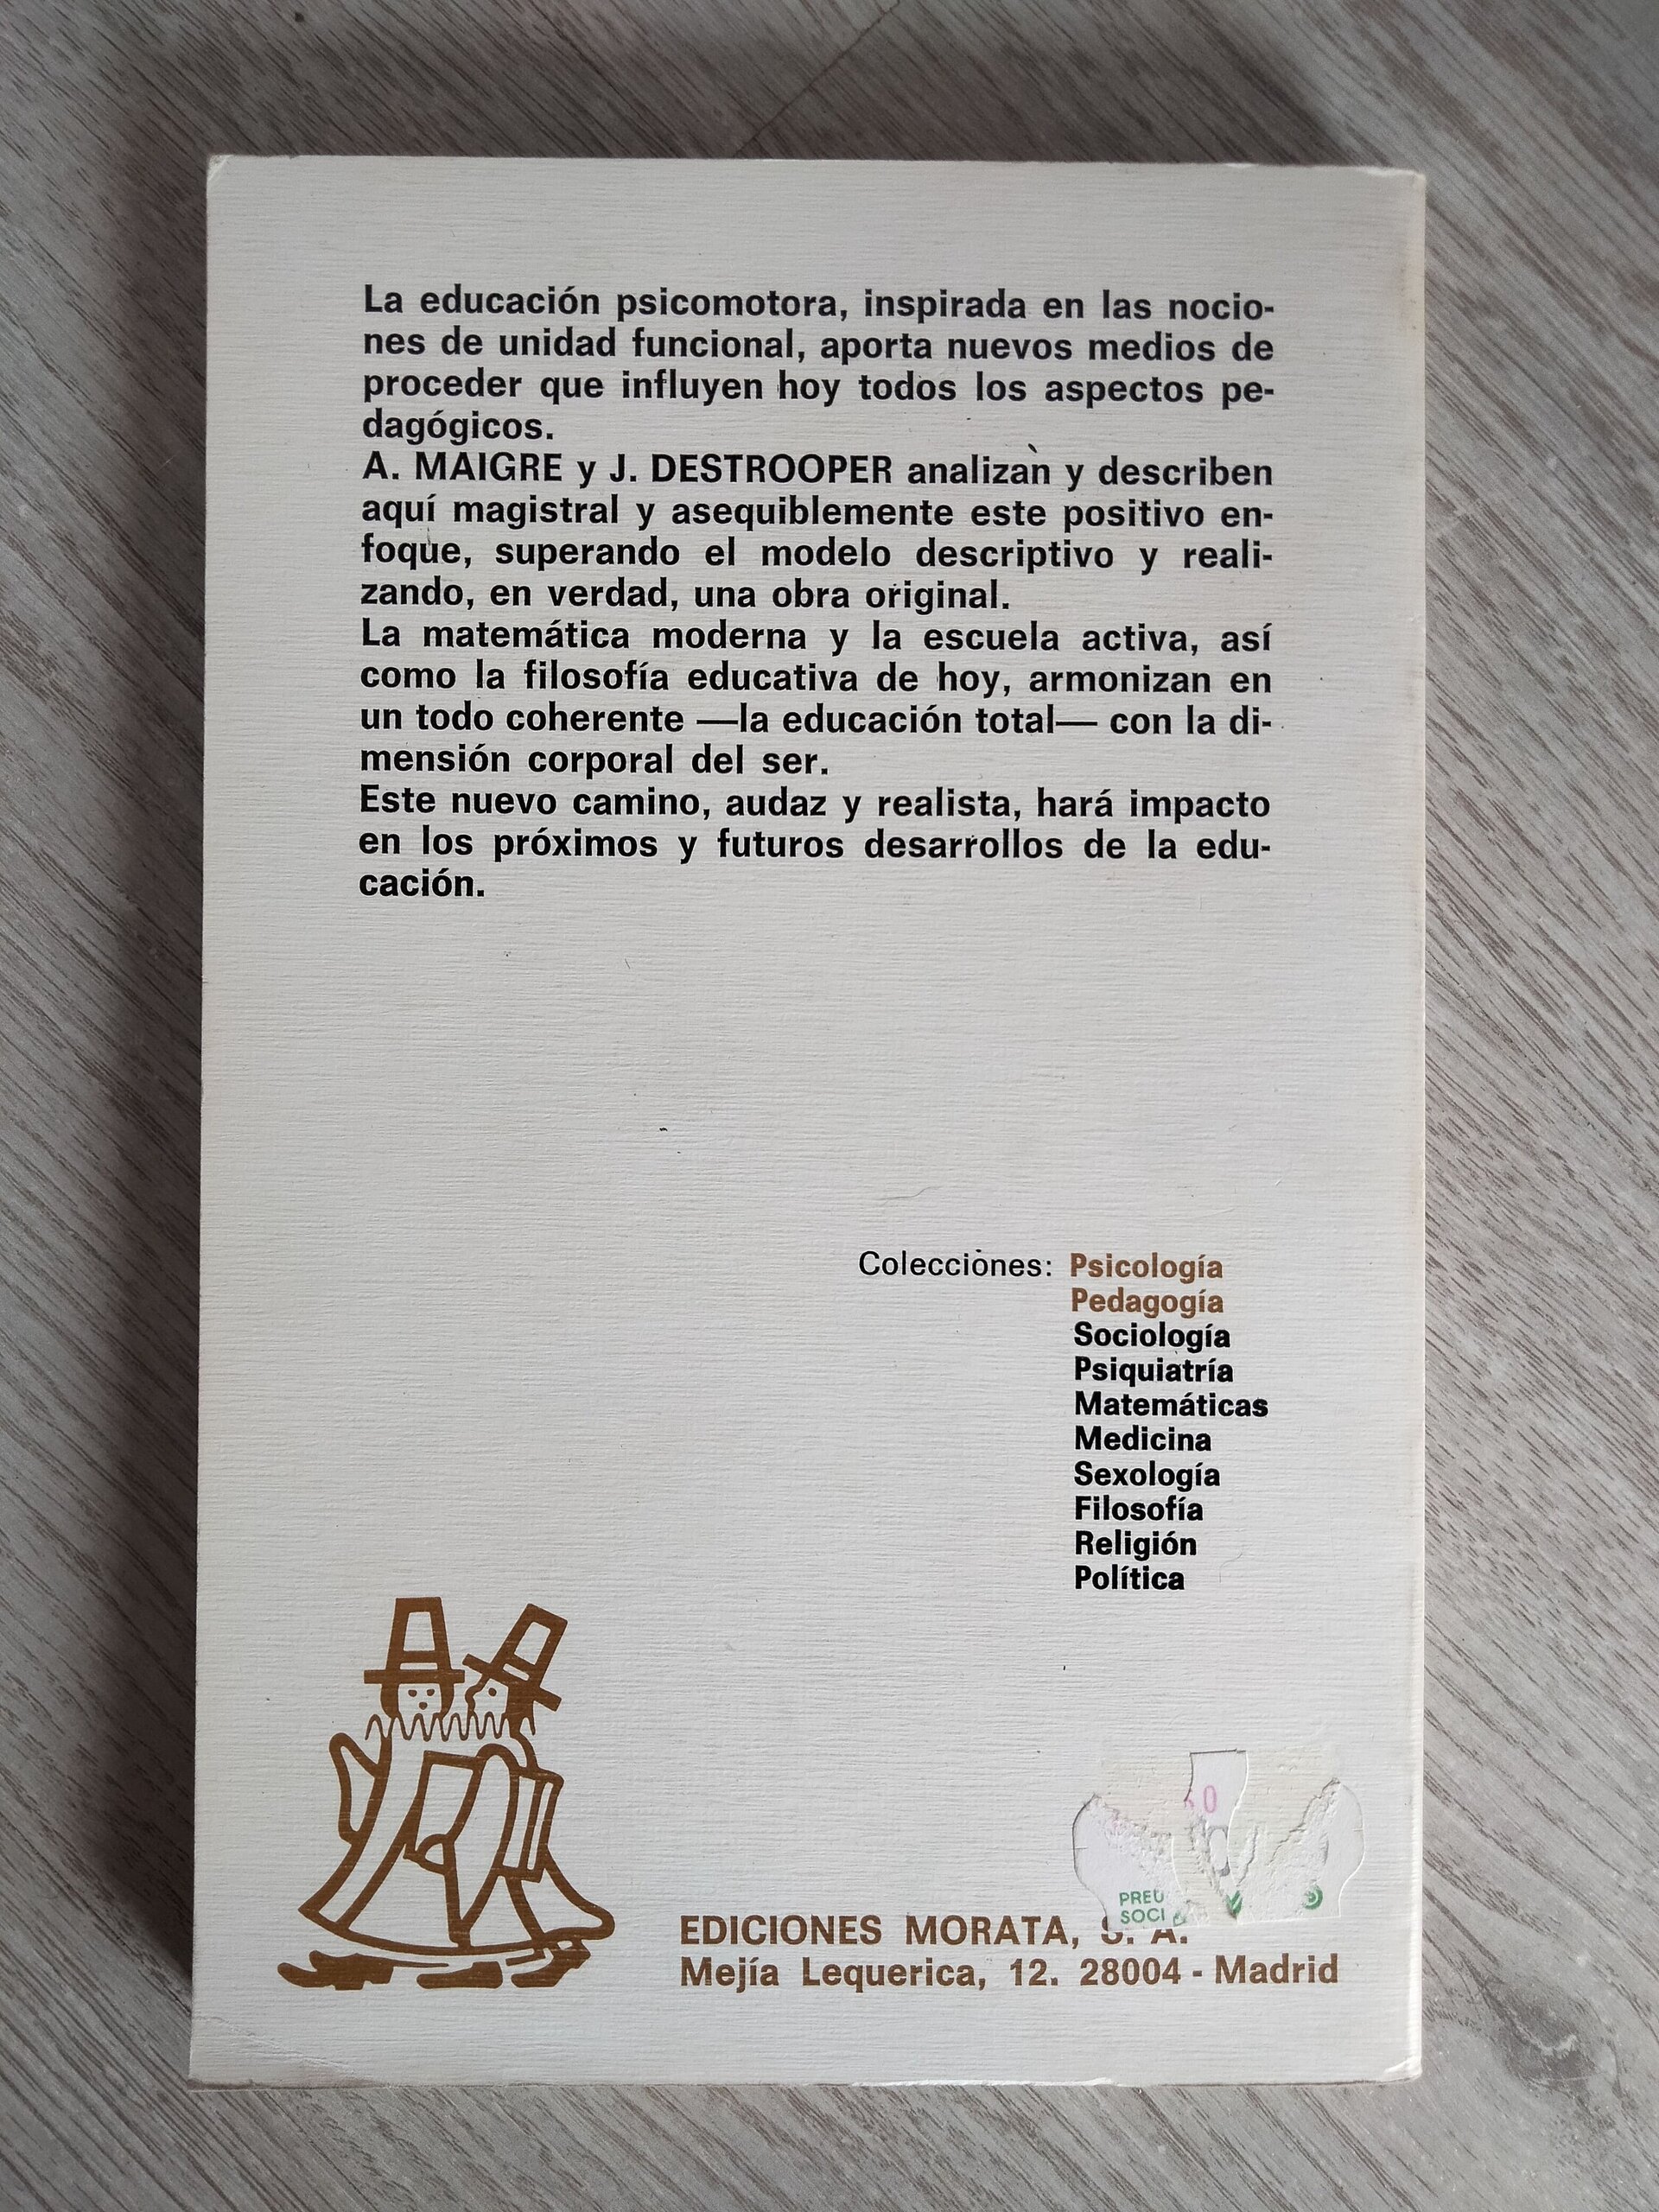 La educación psicomotora, inspirada en las nocio-
nes de unidad funcional, aporta nuevos medios de
proceder que influyen hoy todos los aspectos pe-
dagógicos.
A. MAIGRE y J. DESTROOPER analizan y describen
aquí magistral y asequiblemente este positivo en-
foque, superando el modelo descriptivo y reali-
zando, en verdad, una obra original.
La matemática moderna y la escuela activa, así
como la filosofía educativa de hoy, armonizan en
un todo coherente —la educación total— con la di-
mensión corporal del ser.
Este nuevo camino, audaz y realista, hará impacto
en los próximos y futuros desarrollos de la edu-
cación.
Colecciones: Psicología
Pedagogía
Sociología
Psiquiatría
Matemáticas
Medicina
Sexología
Filosofía
Religión
Política
PREU
SOCI
EDICIONES MORATA, S. A.
Mejía Lequerica, 12. 28004 - Madrid